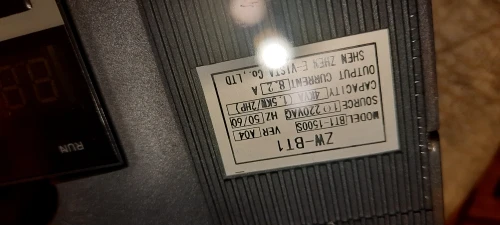 ZW-BT1
MODEL BT1-1500S VER:A04
SOURCE 1Φ220VAC HZ 50/60
CAPACITY 4KVA(1.5KW/2HP)
OUTPUT CURRENT 8.2 A
SHEN ZHEN E-VISTA Co.,LTD
RUN